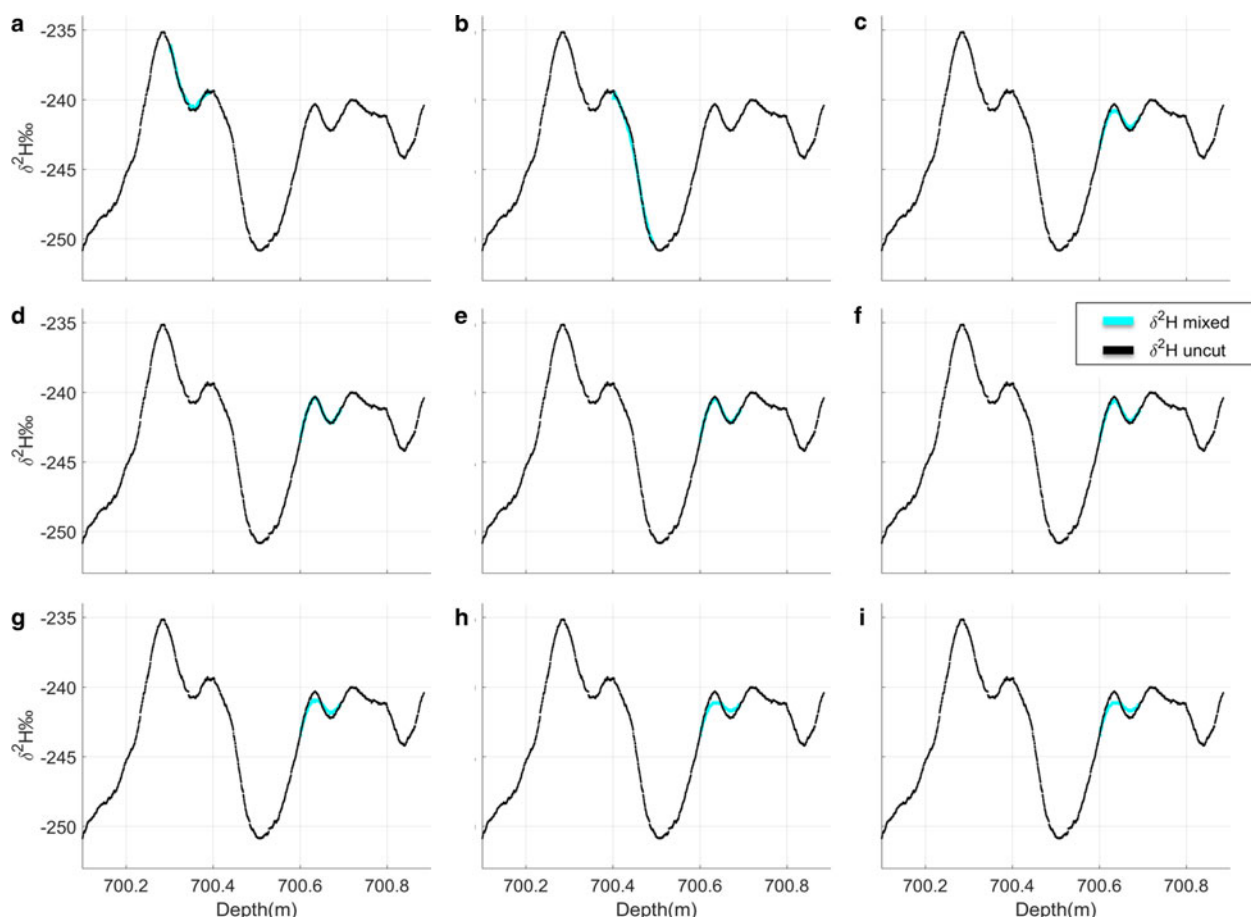 a
b
c
-235
-240
-245
-250
δ²H‰
d
e
f
δ²H mixed
δ²H uncut
-235
-240
-245
-250
δ²H‰
g
h
i
-235
-240
-245
-250
δ²H‰
700.2 700.4 700.6 700.8
700.2 700.4 700.6 700.8
700.2 700.4 700.6 700.8
Depth(m)
Depth(m)
Depth(m)